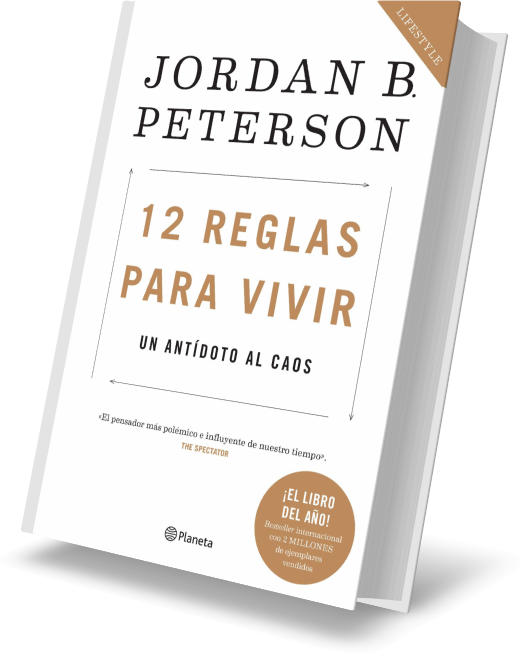 LIFESTYLE
JORDAN B.
PETERSON
12 REGLAS
PARA VIVIR
UN ANTÍDOTO AL CAOS
«El pensador más polémico e influyente de nuestro tiempo».
THE SPECTATOR
¡EL LIBRO
DEL AÑO!
Bestseller internacional
con 2 MILLONES
de ejemplares
vendidos
Planeta